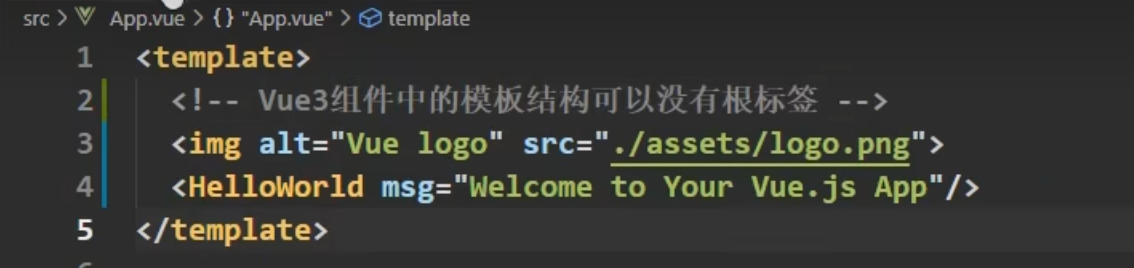 src > App.vue > {} "App.vue" > template
1 <template>
2 <!-- Vue3组件中的模板结构可以没有根标签 -->
3 <img alt="Vue logo" src="./assets/logo.png">
4 <HelloWorld msg="Welcome to Your Vue.js App"/>
5 </template>